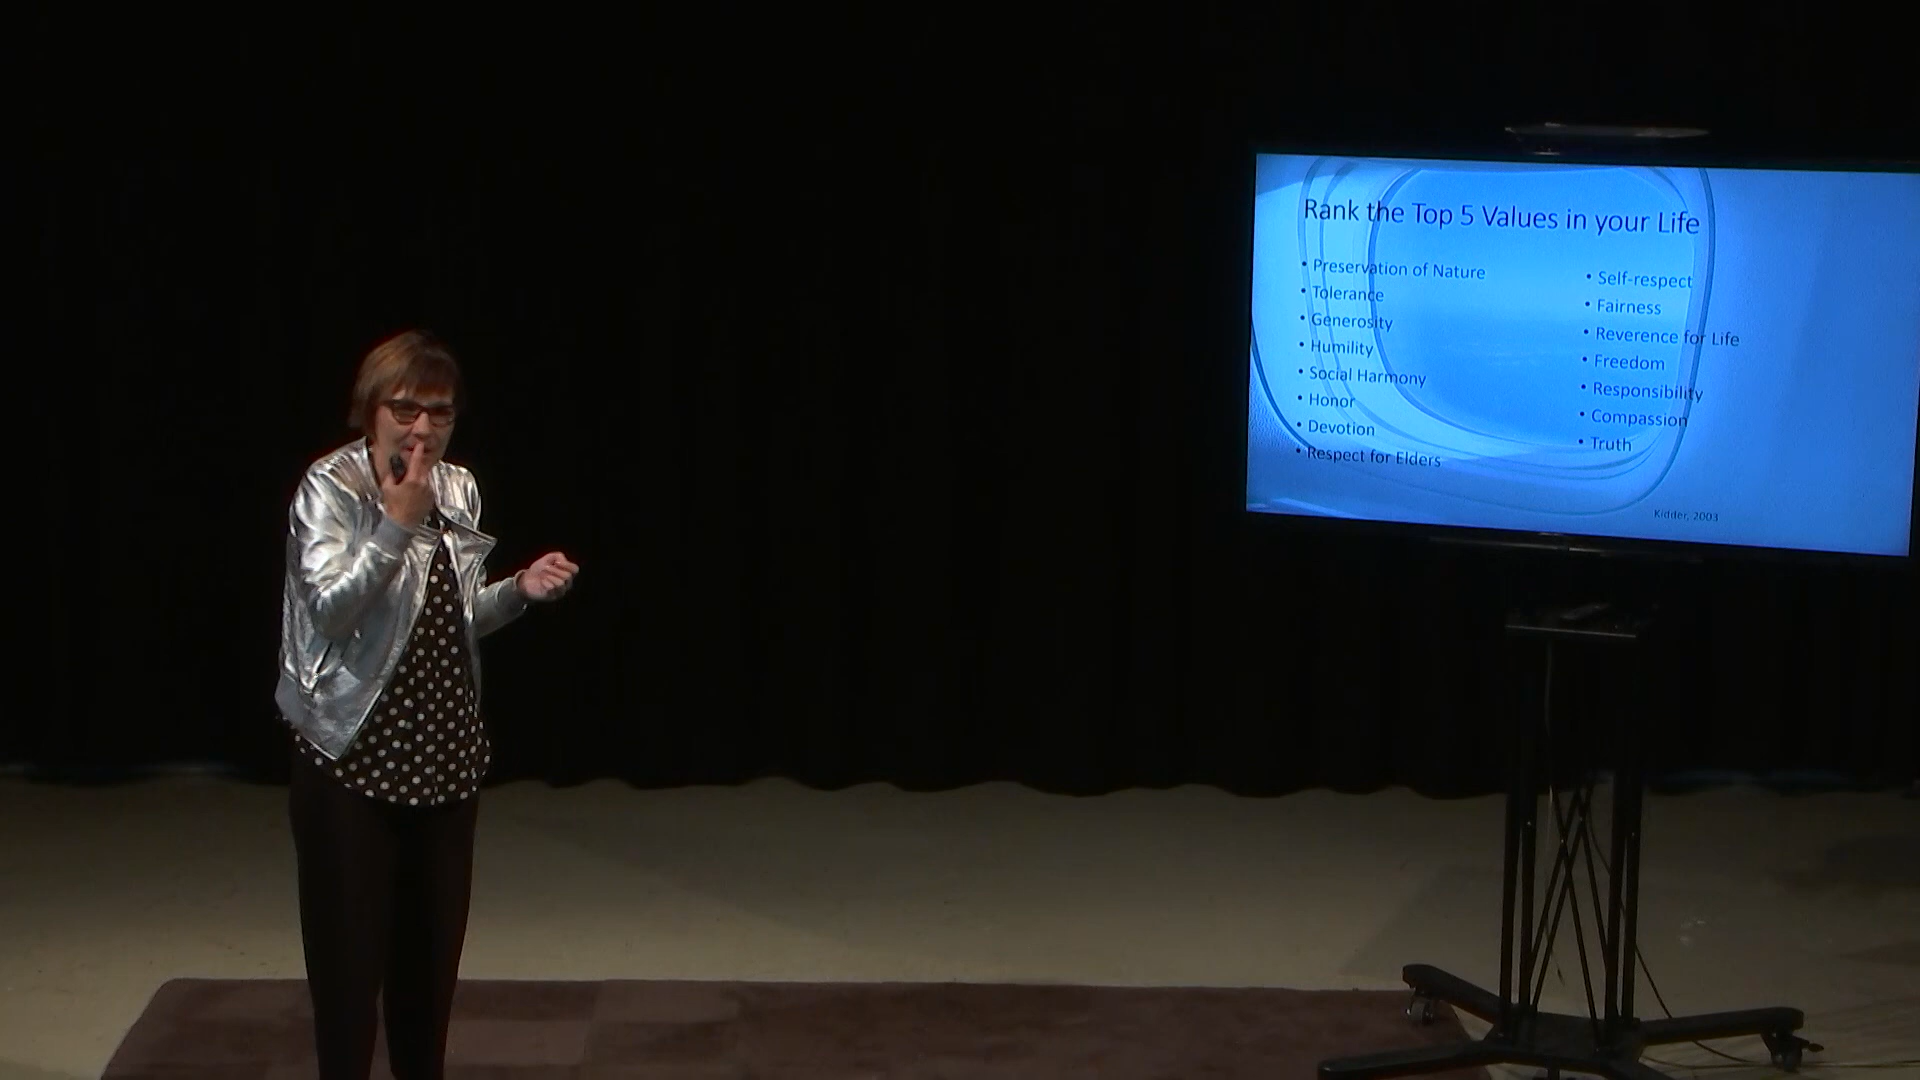 Rank the Top 5 Values in your Life
• Preservation of Nature
• Tolerance
• Generosity
• Humility
• Social Harmony
• Honor
• Devotion
• Respect for Elders
• Self-respect
• Fairness
• Reverence for Life
• Freedom
• Responsibility
• Compassion
• Truth
Kidder, 2003